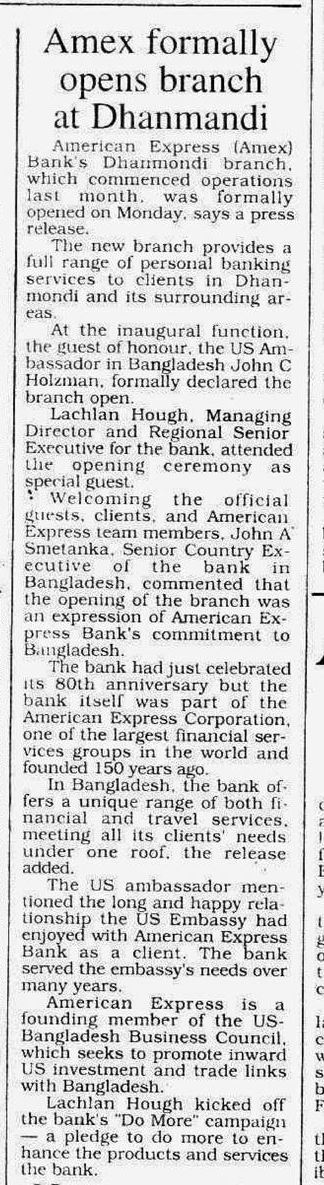 Amex formally
opens branch
at Dhanmandi
American Express (Amex)
Bank's Dhanmondi branch,
which commenced operations
last month, was formally
opened on Monday, says a press
release.
The new branch provides a
full range of personal banking
services to clients in Dhan-
mondi and its surrounding ar-
eas.
At the inaugural function,
the guest of honour, the US Am-
bassador in Bangladesh John C
Holzman, formally declared the
branch open.
Lachlan Hough, Managing
Director and Regional Senior
Executive for the bank, attended
the opening ceremony as
special guest.
Welcoming the official
guests, clients, and American
Express team members, John A
Smetanka, Senior Country Ex-
ecutive of the bank in
Bangladesh, commented that
the opening of the branch was
an expression of American Ex-
press Bank's commitment to
Bangladesh.
The bank had just celebrated
its 80th anniversary but the
bank itself was part of the
American Express Corporation,
one of the largest financial ser-
vices groups in the world and
founded 150 years ago.
In Bangladesh, the bank of-
fers a unique range of both fi-
nancial and travel services,
meeting all its clients' needs
under one roof, the release
added.
The US ambassador men-
tioned the long and happy rela-
tionship the US Embassy had
enjoyed with American Express
Bank as a client. The bank
served the embassy's needs over
many years.
American Express is a
founding member of the US-
Bangladesh Business Council,
which seeks to promote inward
US investment and trade links
with Bangladesh.
Lachlan Hough kicked off
the bank's "Do More" campaign
— a pledge to do more to en-
hance the products and services
the bank.